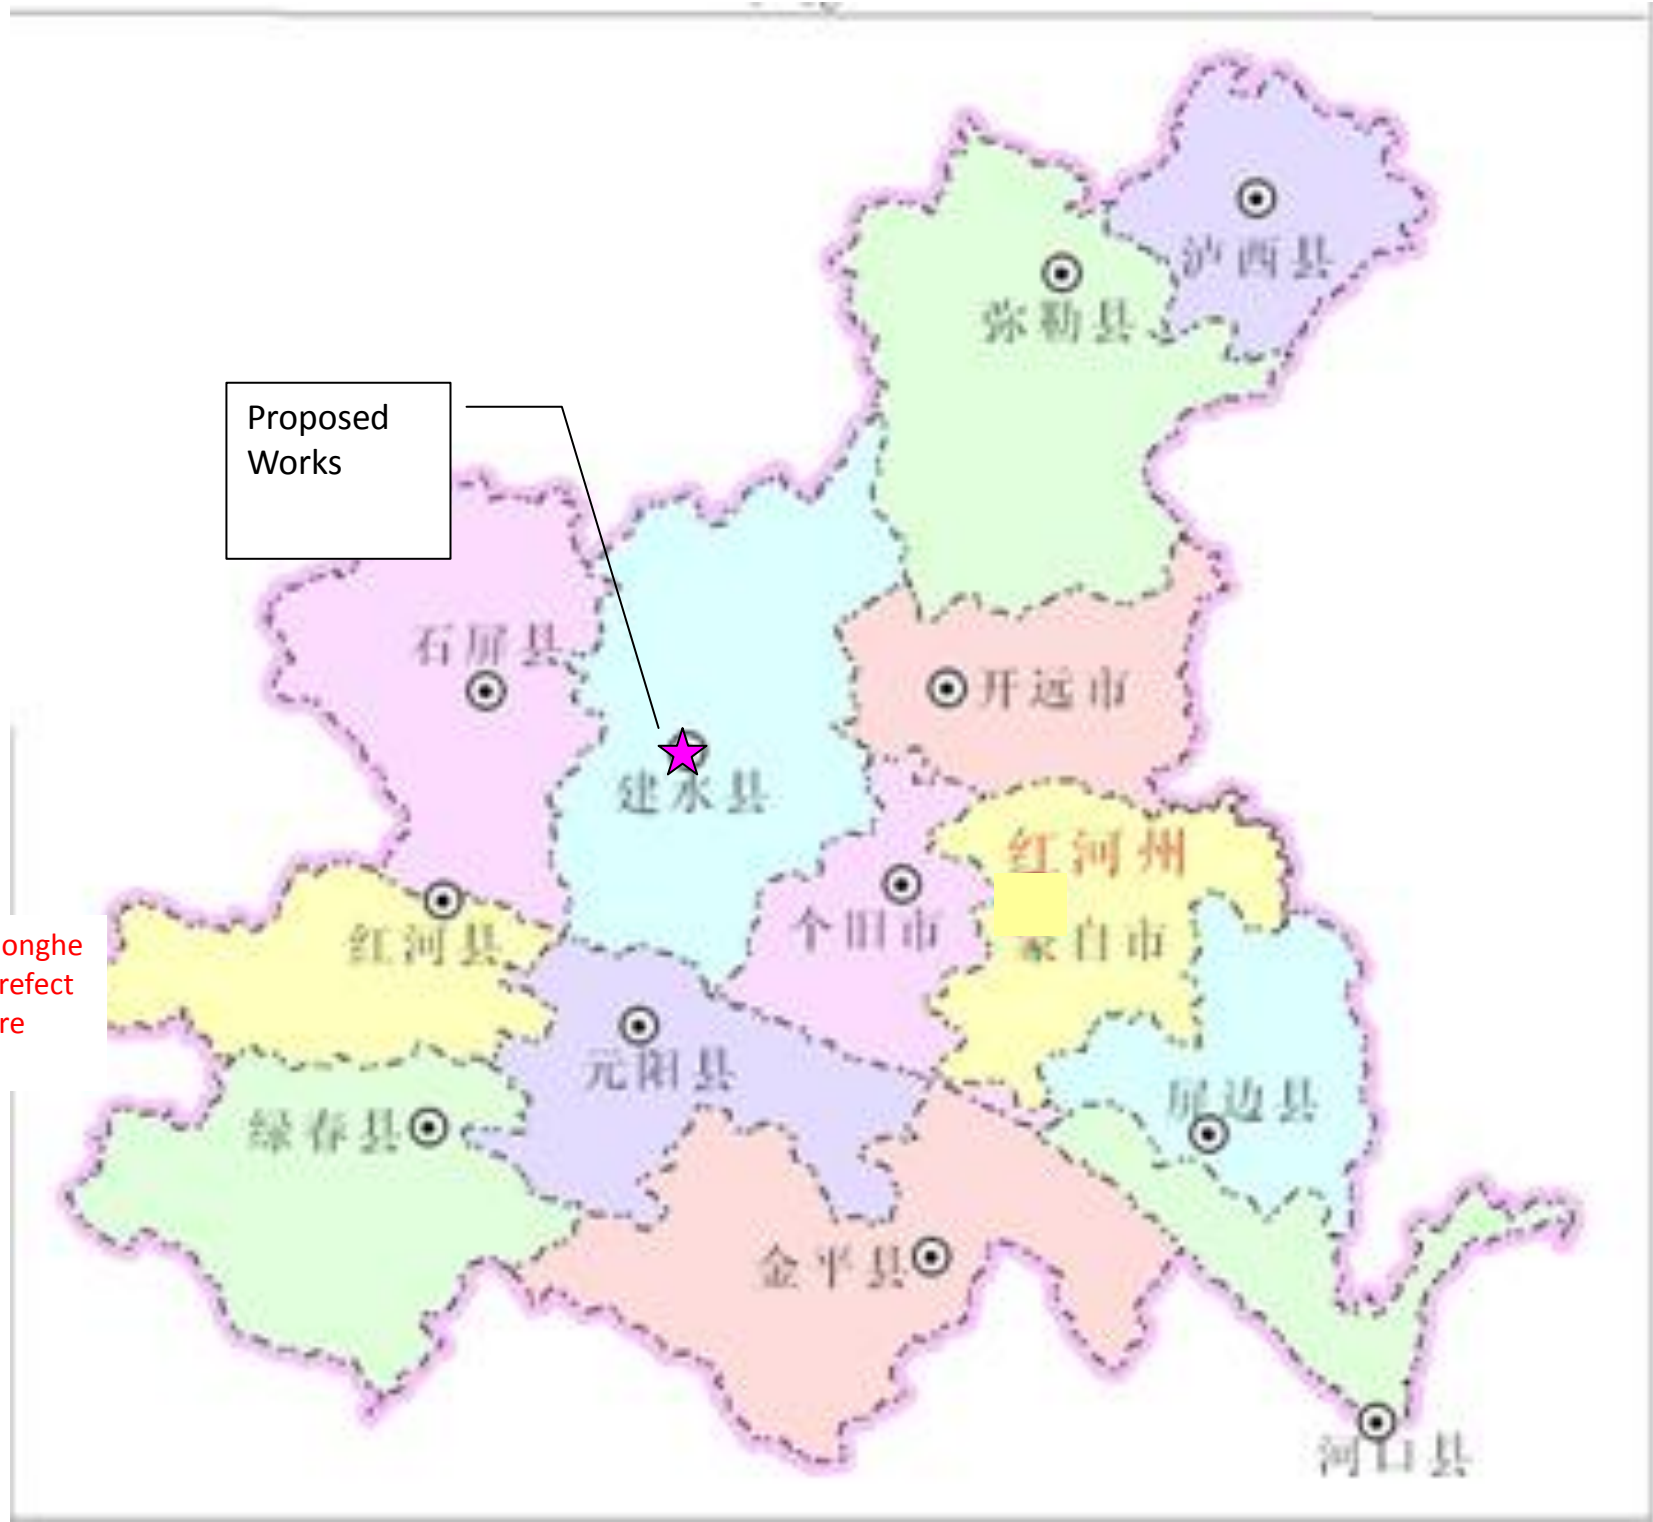 泸西县
弥勒县
Proposed
Works
石屏县
开远市
建水县
红河州
个旧市
蒙自市
红河县
onghe
refect
re
元阳县
屏边县
绿春县
金平县
河口县